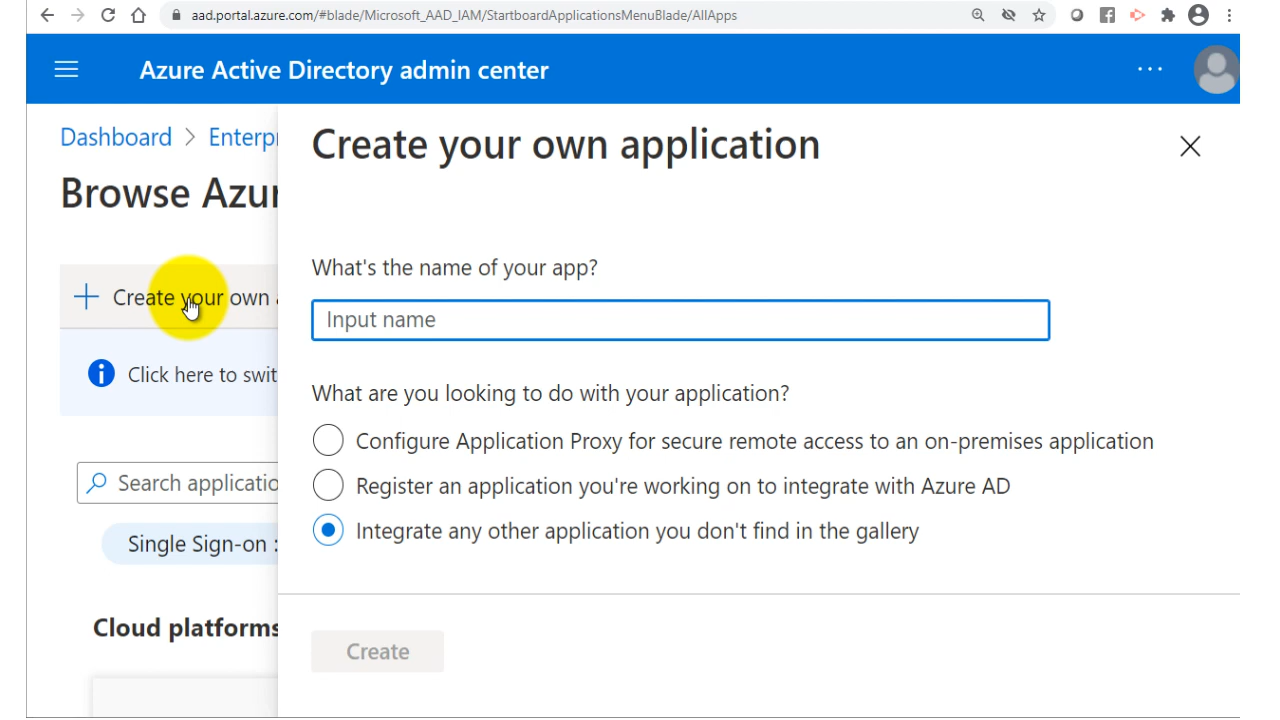 aad.portal.azure.com/#blade/Microsoft_AAD_IAM/StartboardApplicationsMenuBlade/AllApps
Azure Active Directory admin center
Dashboard > Enterp
Browse Azu
Create your own
Click here to swit
Search applicatio
Single Sign-on :
Cloud platforms
Create your own application
What's the name of your app?
Input name
What are you looking to do with your application?
Configure Application Proxy for secure remote access to an on-premises application
Register an application you're working on to integrate with Azure AD
Integrate any other application you don't find in the gallery
Create